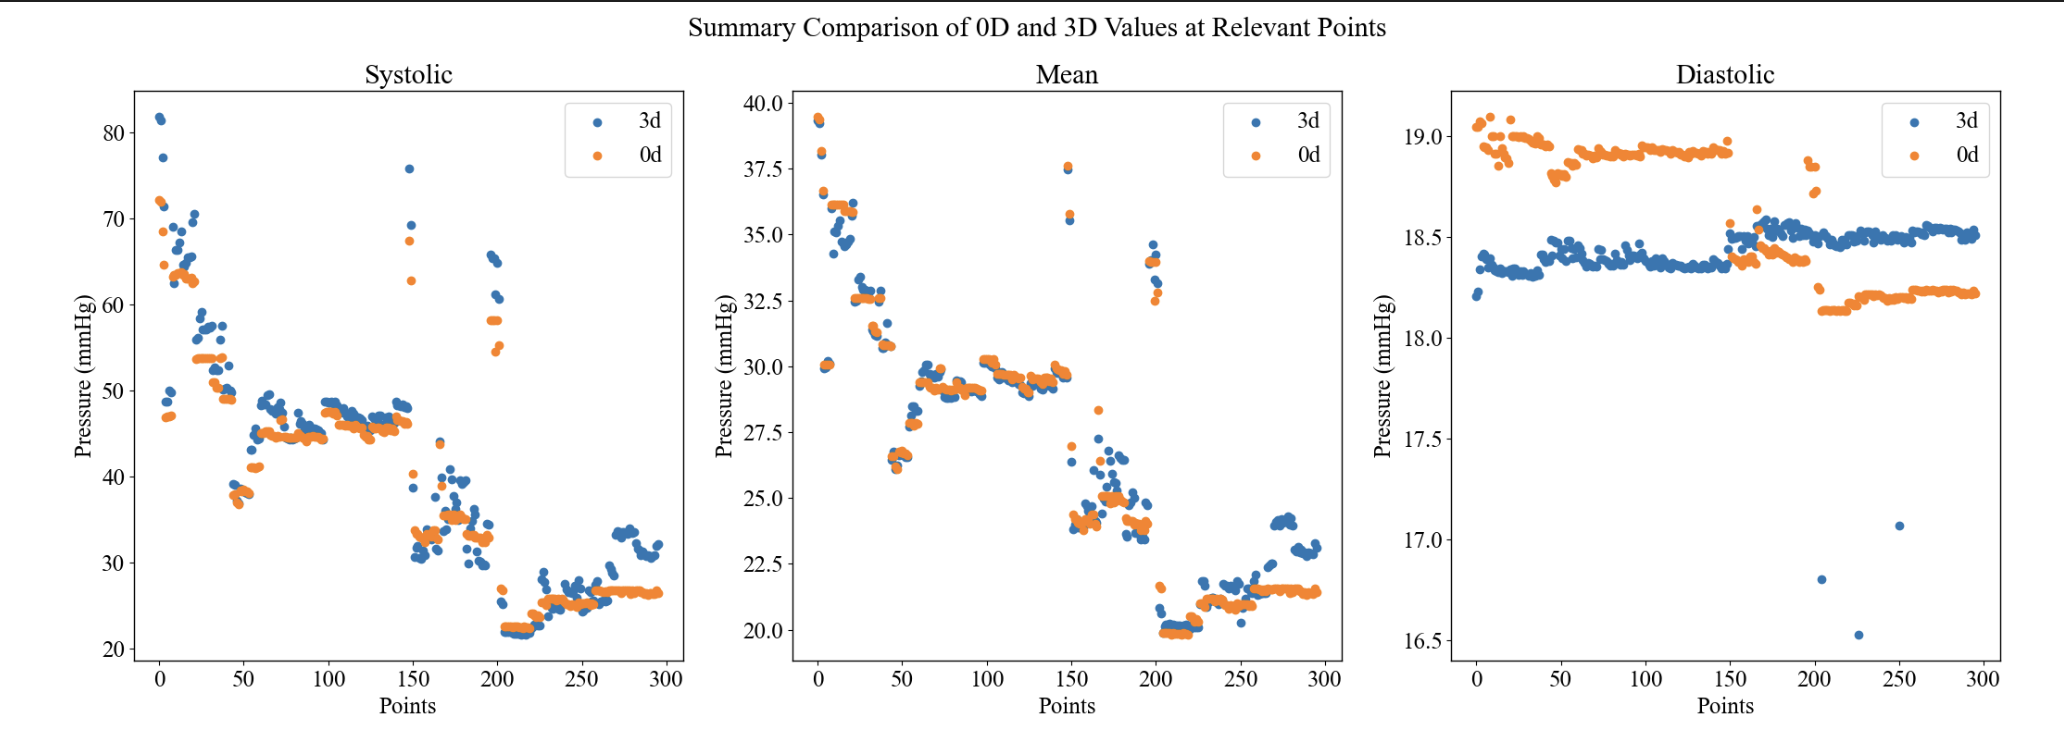 Summary Comparison of 0D and 3D Values at Relevant Points
Systolic
Pressure (mmHg)
80
70
60
50
40
30
20
0 50 100 150 200 250 300
Points
3d
0d
Mean
Pressure (mmHg)
40.0
37.5
35.0
32.5
30.0
27.5
25.0
22.5
20.0
0 50 100 150 200 250 300
Points
3d
0d
Diastolic
Pressure (mmHg)
19.0
18.5
18.0
17.5
17.0
16.5
0 50 100 150 200 250 300
Points
3d
0d